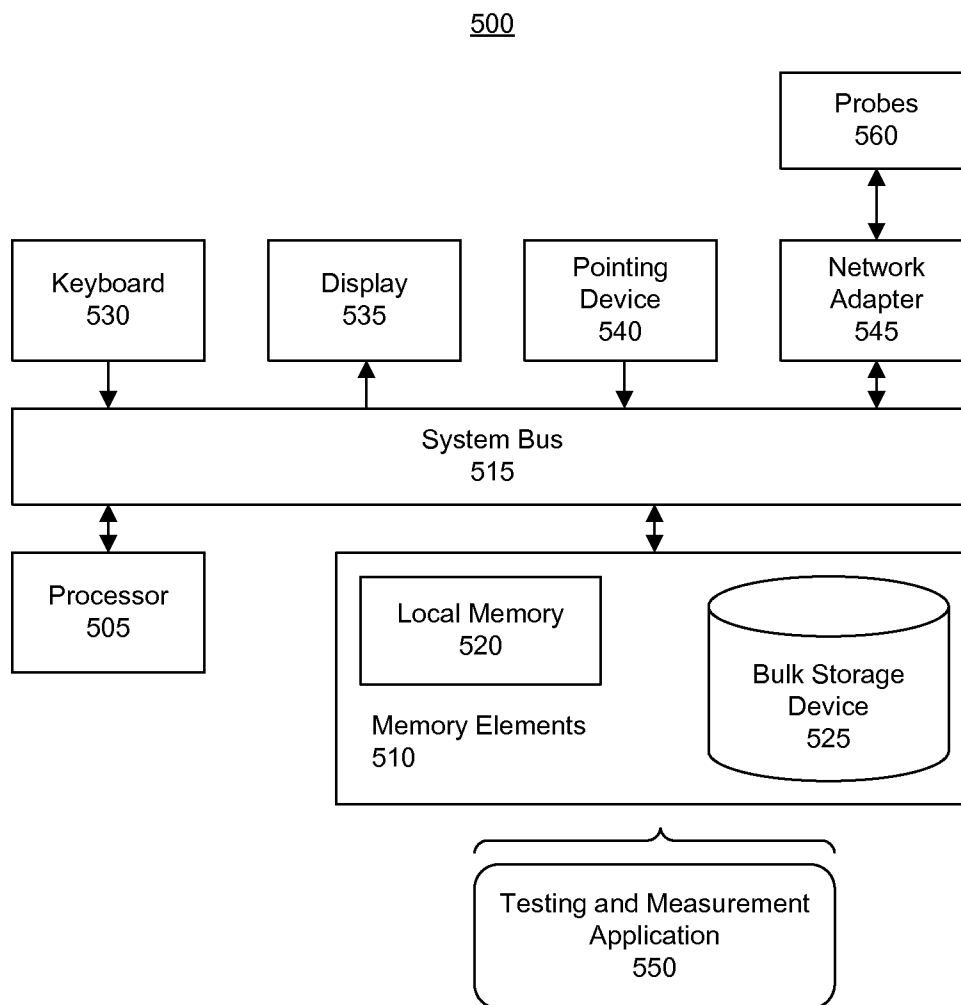 500
Probes
560
Keyboard
530
Display
535
Pointing
Device
540
Network
Adapter
545
System Bus
515
Processor
505
Local Memory
520
Memory Elements
510
Bulk Storage
Device
525
Testing and Measurement
Application
550